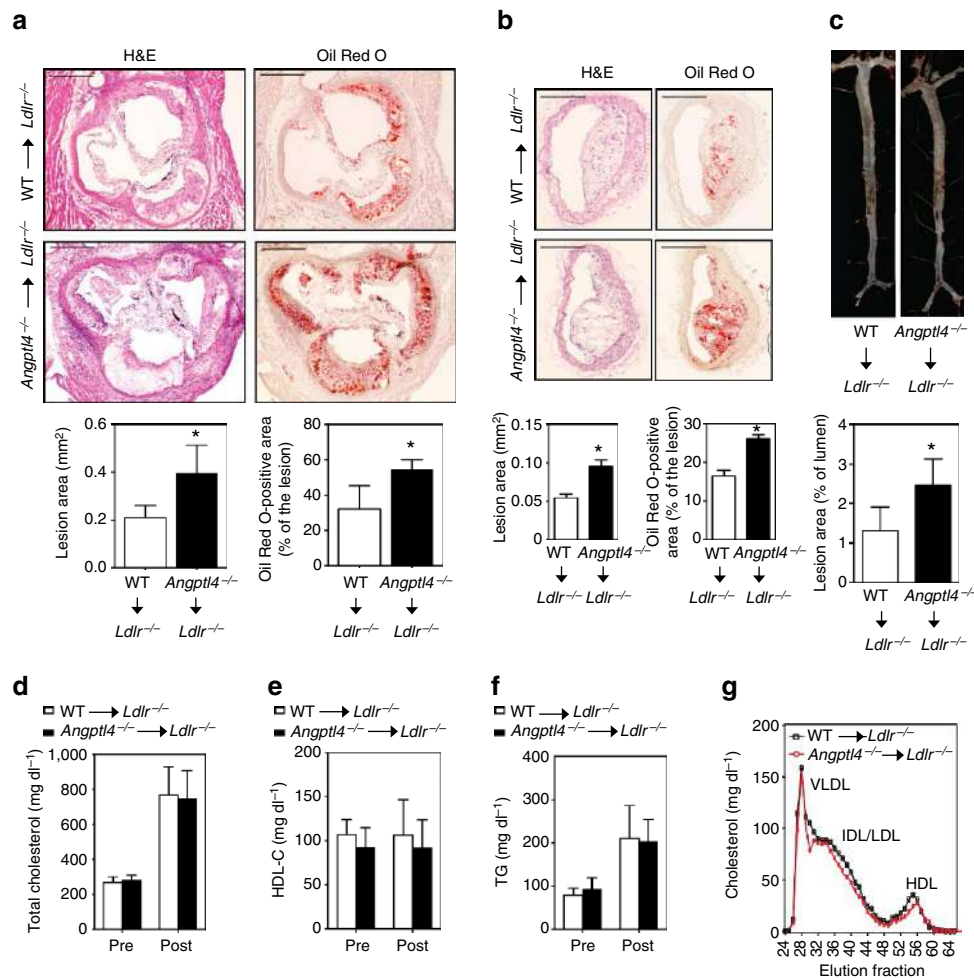 a
H&E
Oil Red O
WT → Ldlr–/–
Angptl4–/– → Ldlr–/–
Lesion area (mm2)
0.6
0.4
0.2
0.0
*
WT
Angptl4–/–
Ldlr–/–
Ldlr–/–
Oil Red O-positive area
(% of the lesion)
80
60
40
20
0
*
WT
Angptl4–/–
Ldlr–/–
Ldlr–/–
b
H&E
Oil Red O
WT → Ldlr–/–
Angptl4–/– → Ldlr–/–
Lesion area (mm2)
0.15
0.10
0.05
0.00
*
WT
Angptl4–/–
Ldlr–/–
Ldlr–/–
Oil Red O-positive
area (% of the lesion)
30
20
10
0
*
WT
Angptl4–/–
Ldlr–/–
Ldlr–/–
c
WT
Angptl4–/–
Ldlr–/–
Ldlr–/–
Lesion area (% of lumen)
4
3
2
1
0
*
WT
Angptl4–/–
Ldlr–/–
Ldlr–/–
d
WT → Ldlr–/–
Angptl4–/– → Ldlr–/–
Total cholesterol (mg dl–1)
1,000
800
600
400
200
0
Pre
Post
e
WT → Ldlr–/–
Angptl4–/– → Ldlr–/–
HDL-C (mg dl–1)
200
150
100
50
0
Pre
Post
f
WT → Ldlr–/–
Angptl4–/– → Ldlr–/–
TG (mg dl–1)
400
300
200
100
0
Pre
Post
g
WT → Ldlr–/–
Angptl4–/– → Ldlr–/–
Cholesterol (mg dl–1)
200
150
100
50
0
VLDL
IDL/LDL
HDL
24 28 32 36 40 44 48 52 56 60 64
Elution fraction